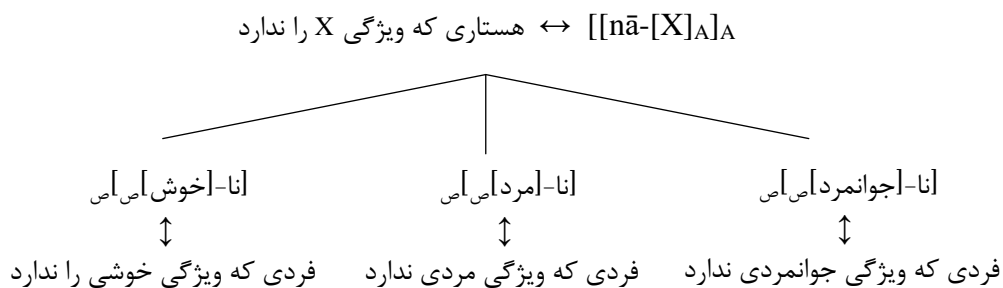 [[nā-[X]A]A ↔ هستاری که ویژگی X را ندارد
[نا-[جوانمرد]ص]ص [نا-[مرد]ص]ص [نا-[خوش]ص]ص
↕ ↕ ↕
فردی که ویژگی جوانمردی ندارد فردی که ویژگی مردی ندارد فردی که ویژگی خوشی را ندارد